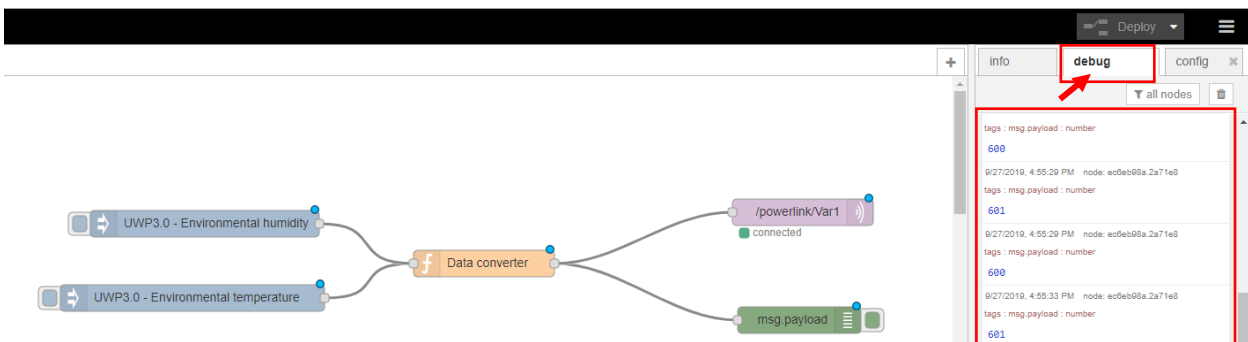 Deploy
info
debug
config
all nodes
tags : msg.payload : number
600
9/27/2019, 4:55:29 PM node: ec6eb98a.2a71e8
tags : msg.payload : number
601
9/27/2019, 4:55:29 PM node: ec6eb98a.2a71e8
tags : msg.payload : number
600
9/27/2019, 4:55:33 PM node: ec6eb98a.2a71e8
tags : msg.payload : number
601
UWP3.0 - Environmental humidity
/powerlink/Var1
connected
Data converter
UWP3.0 - Environmental temperature
msg.payload